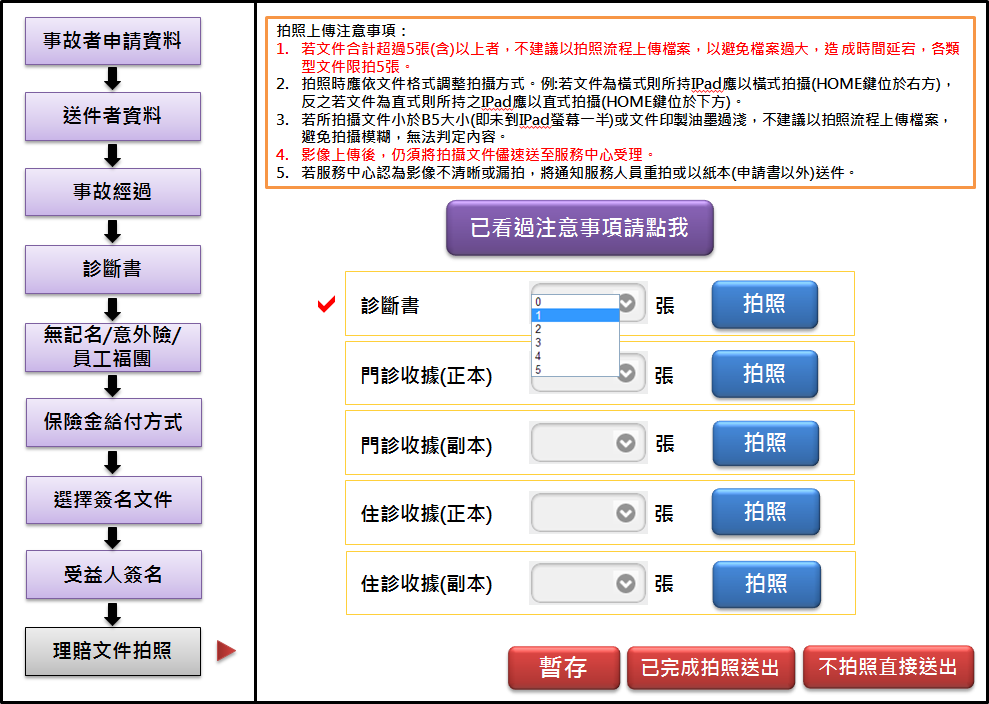 事故者申請資料
送件者資料
事故經過
診斷書
無記名/意外險/
員工福團
保險金給付方式
選擇簽名文件
受益人簽名
理賠文件拍照
拍照上傳注意事項：
1. 若文件合計超過5張(含)以上者，不建議以拍照流程上傳檔案，以避免檔案過大，造成時間延宕，各類
型文件限拍5張。
2. 拍照時應依文件格式調整拍攝方式。例:若文件為橫式則所持IPad應以橫式拍攝(HOME鍵位於右方)，
反之若文件為直式則所持之IPad應以直式拍攝(HOME鍵位於下方)。
3. 若所拍攝文件小於B5大小(即未到IPad螢幕一半)或文件印製油墨過淺，不建議以拍照流程上傳檔案，
避免拍攝模糊，無法判定內容。
4. 影像上傳後，仍須將拍攝文件儘速送至服務中心受理。
5. 若服務中心認為影像不清晰或漏拍，將通知服務人員重拍或以紙本(申請書以外)送件。
已看過注意事項請點我
診斷書 張 拍照
0
1
2
3
4
5
門診收據(正本) 張 拍照
門診收據(副本) 張 拍照
住診收據(正本) 張 拍照
住診收據(副本) 張 拍照
暫存 已完成拍照送出 不拍照直接送出